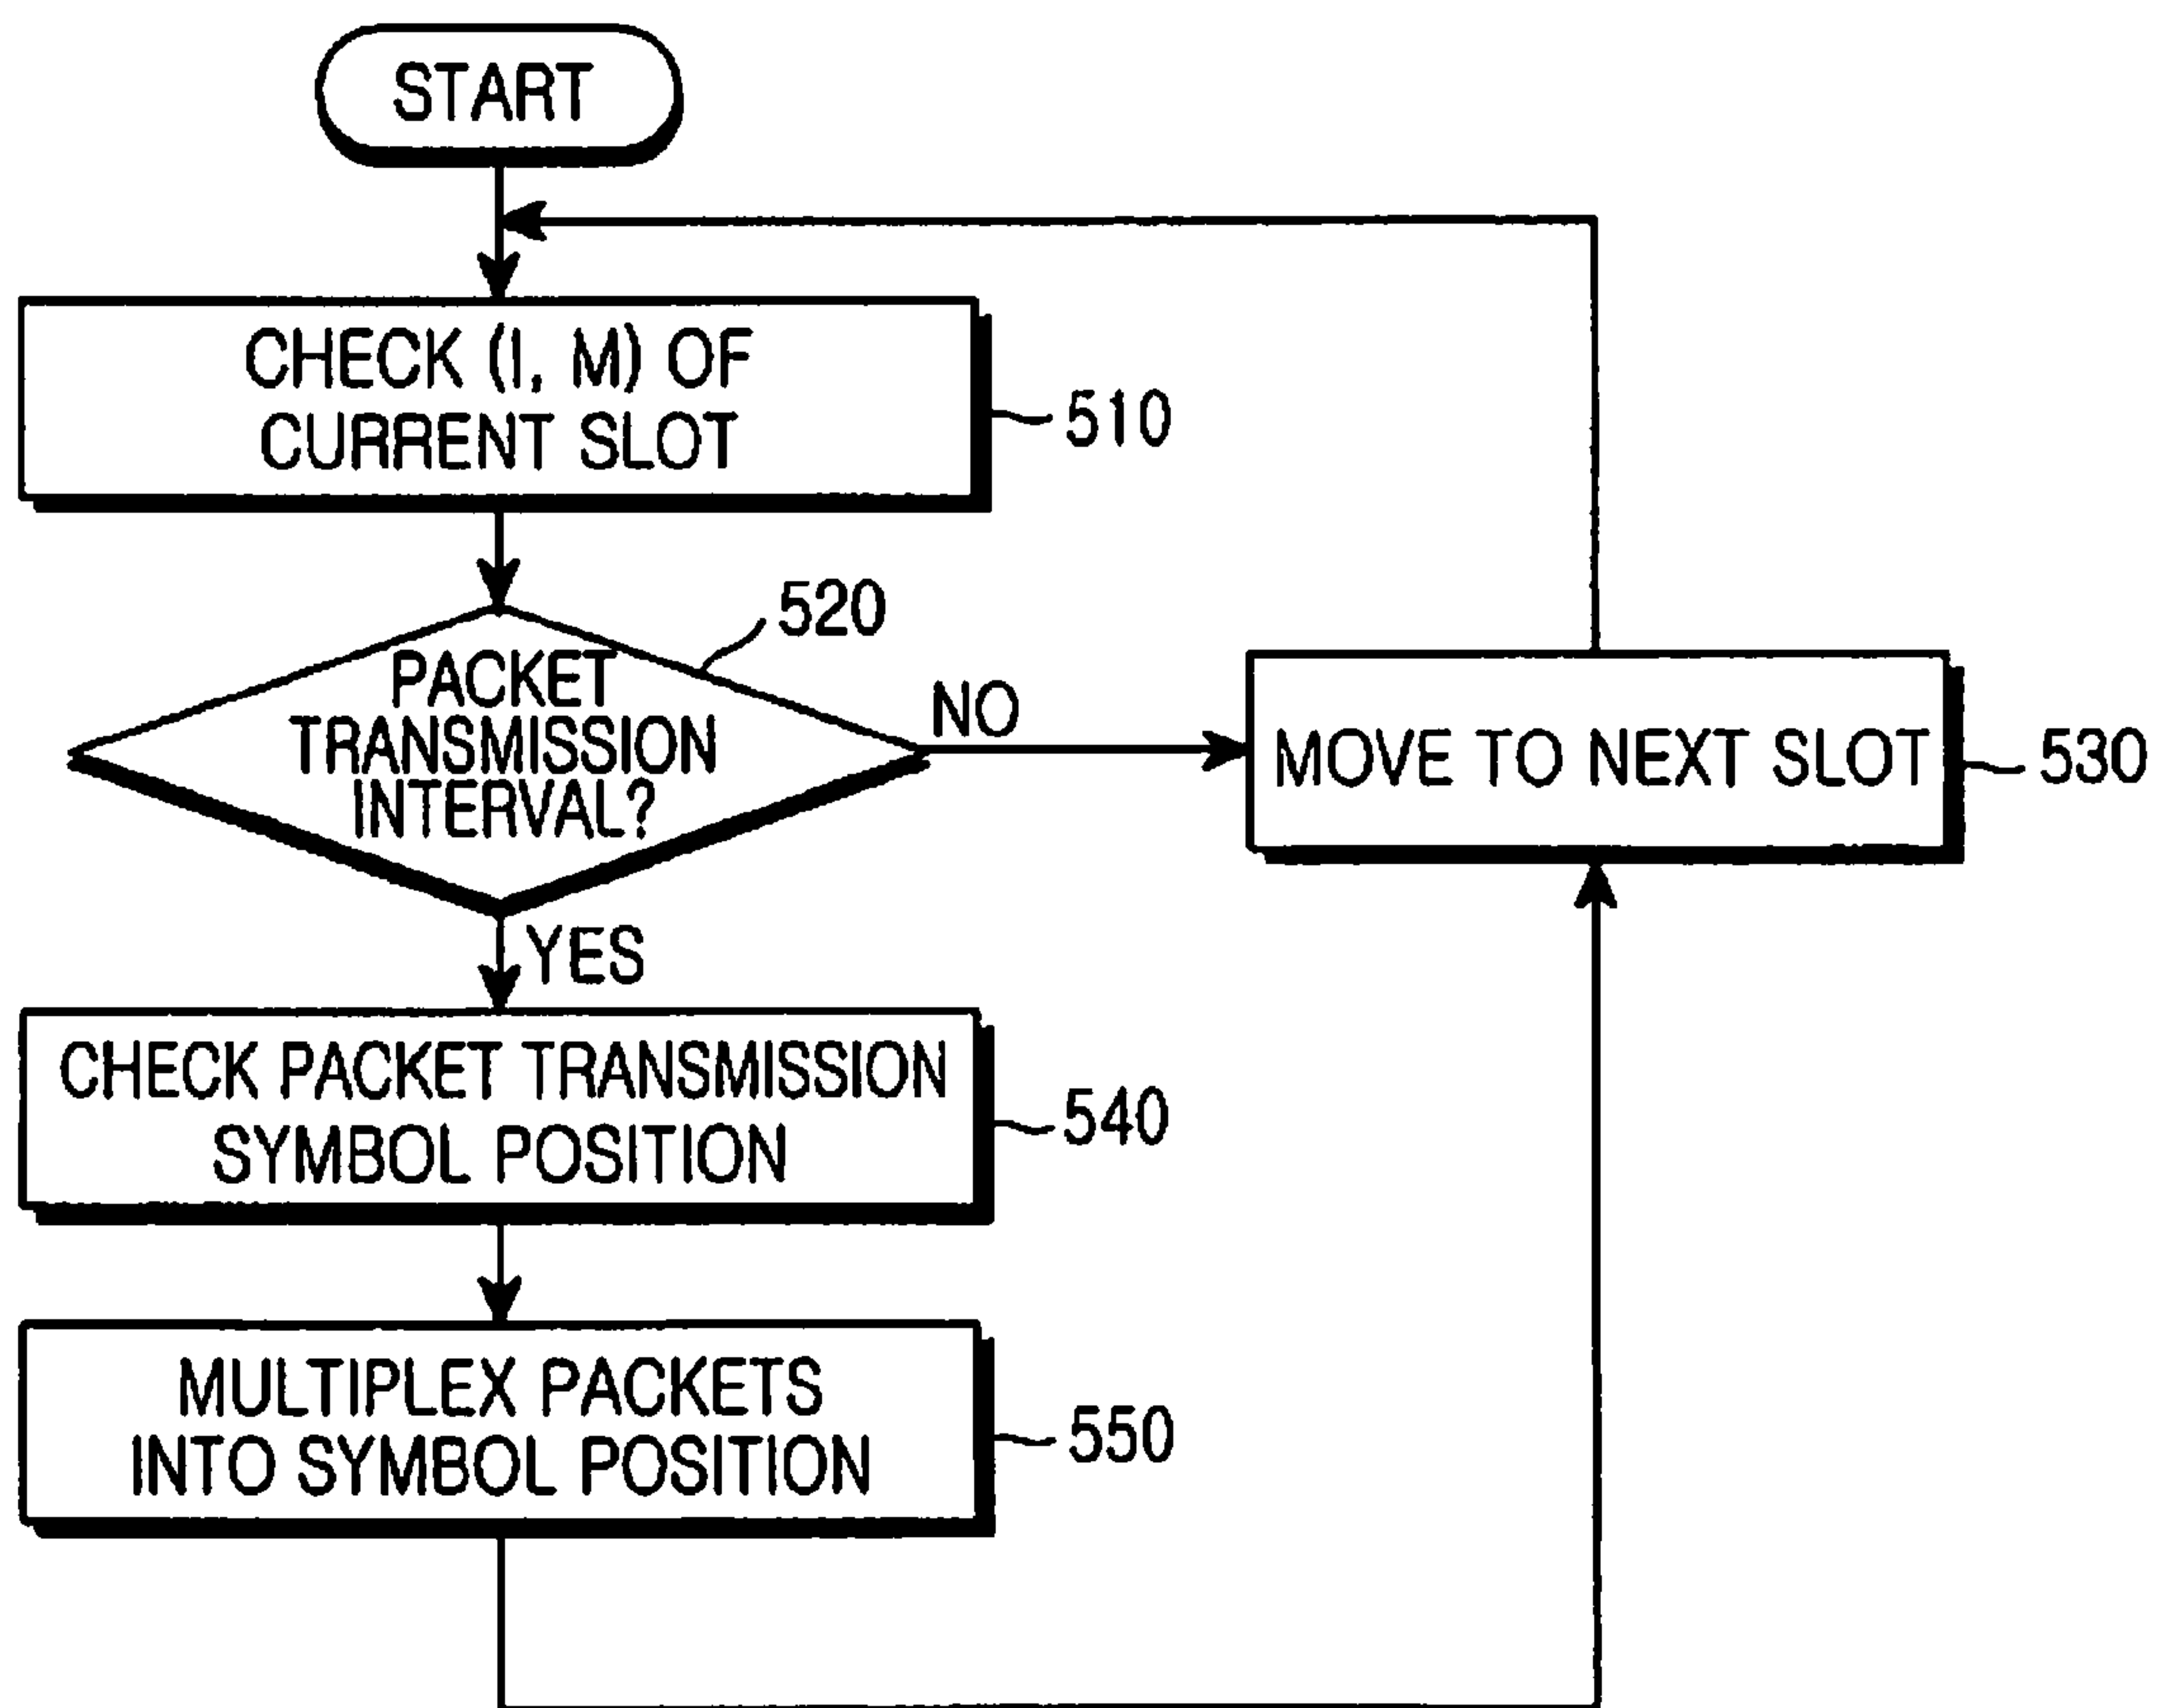 START
CHECK (I, M) OF
CURRENT SLOT
510
520
PACKET
TRANSMISSION
INTERVAL?
NO
MOVE TO NEXT SLOT
530
YES
CHECK PACKET TRANSMISSION
SYMBOL POSITION
540
MULTIPLEX PACKETS
INTO SYMBOL POSITION
550